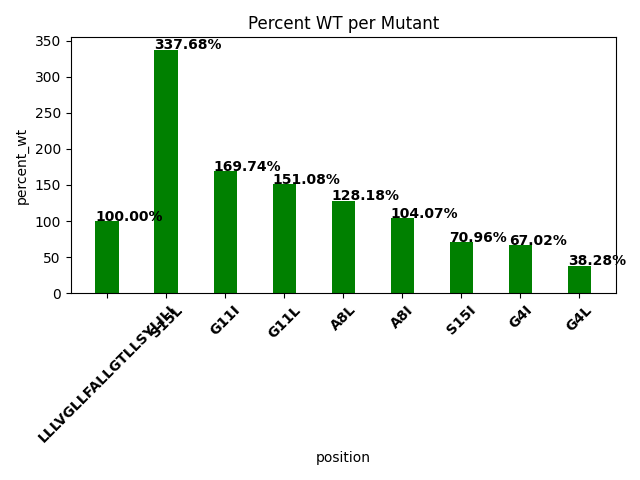 Percent WT per Mutant
percent_wt
350
300
250
200
150
100
50
0
100.00%
337.68%
169.74%
151.08%
128.18%
104.07%
70.96%
67.02%
38.28%
S15L
G11I
G11L
A8L
A8I
S15I
G4I
G4L
position